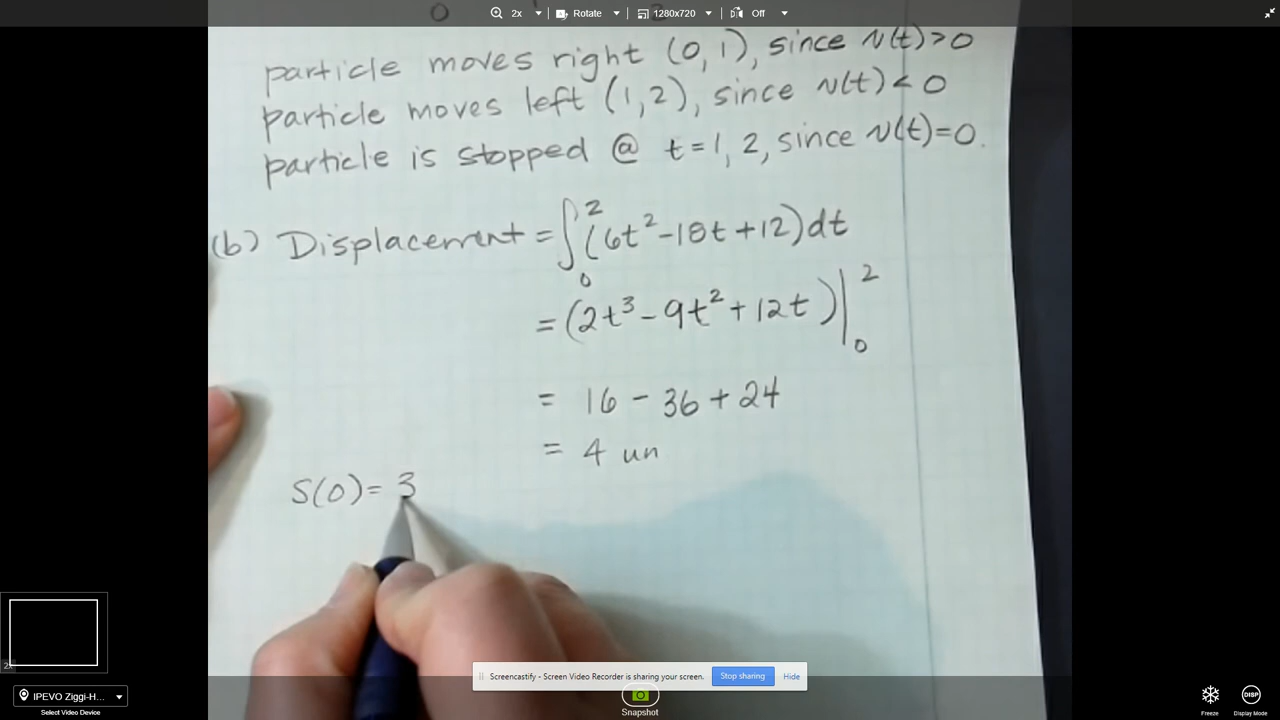 2x Rotate 1280x720 Off
particle moves right (0, 1), since v(t) > 0
particle moves left (1, 2), since v(t) < 0
particle is stopped @ t = 1, 2, since v(t) = 0.
(b) Displacement = ∫₀² (6t² - 18t + 12) dt
= (2t³ - 9t² + 12t) |₀²
= 16 - 36 + 24
= 4 un
S(0) = 3
2x
Screencastify - Screen Video Recorder is sharing your screen. Stop sharing Hide
IPEVO Ziggi-H...
Select Video Device
Snapshot
Freeze
DISP
Display Mode